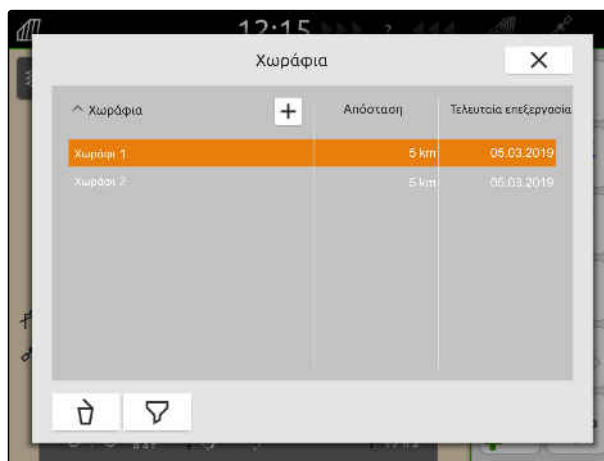 12:15
Χωράφια
^ Χωράφια + Απόσταση Τελευταία επεξεργασία
Χωράφι 1 5 km 05.03.2019
Χωράφι 2 5 km 05.03.2019